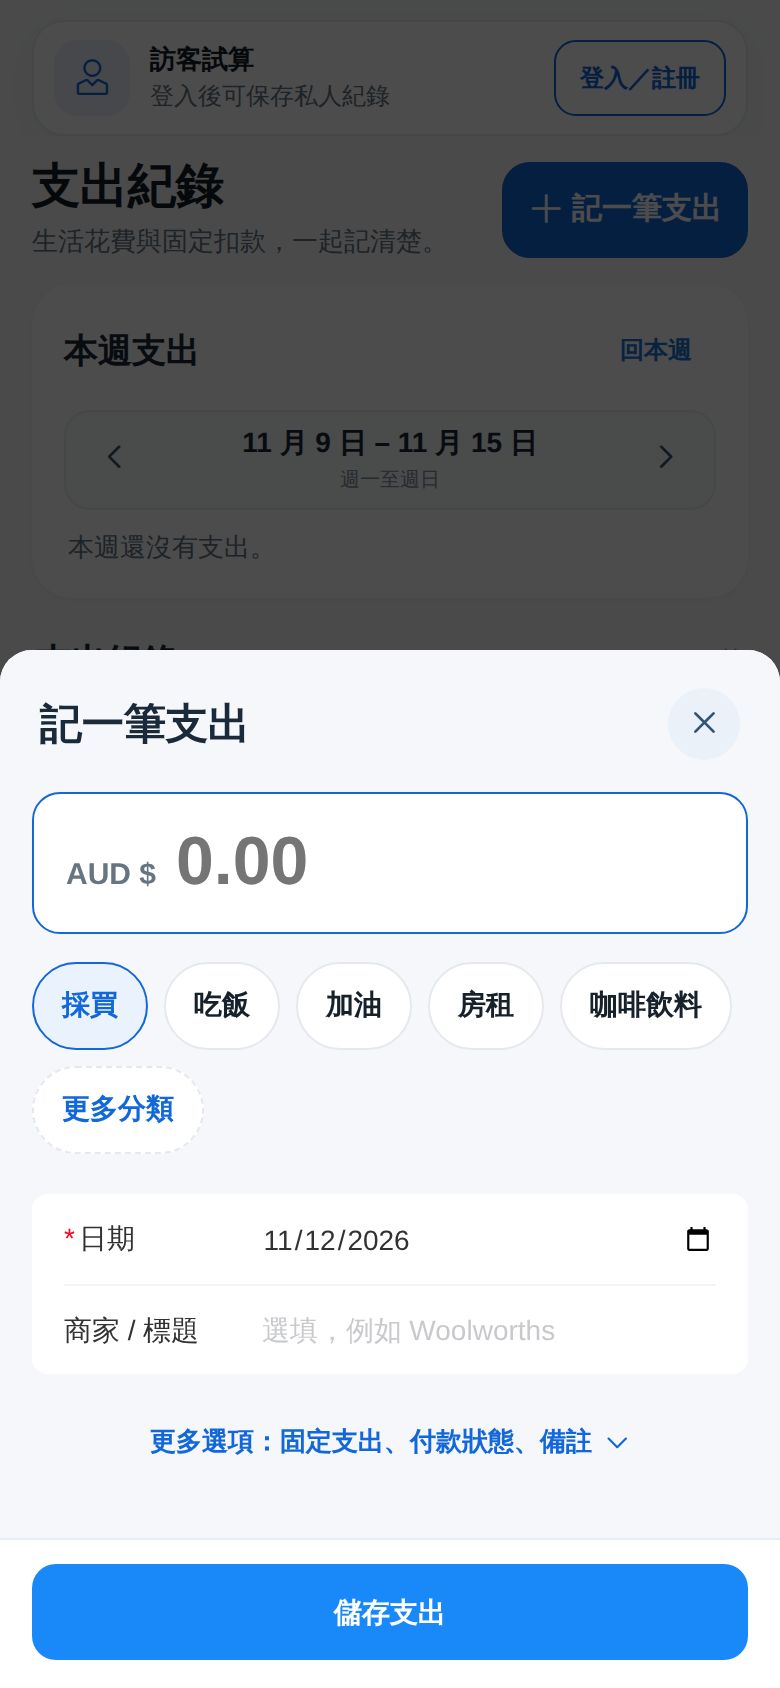 訪客試算
登入後可保存私人紀錄
登入／註冊
支出紀錄
生活花費與固定扣款，一起記清楚。
記一筆支出
本週支出
回本週
11 月 9 日 – 11 月 15 日
週一至週日
本週還沒有支出。
記一筆支出
AUD $ 0.00
採買
吃飯
加油
房租
咖啡飲料
更多分類
*日期
11/12/2026
商家 / 標題
選填，例如 Woolworths
更多選項：固定支出、付款狀態、備註
儲存支出